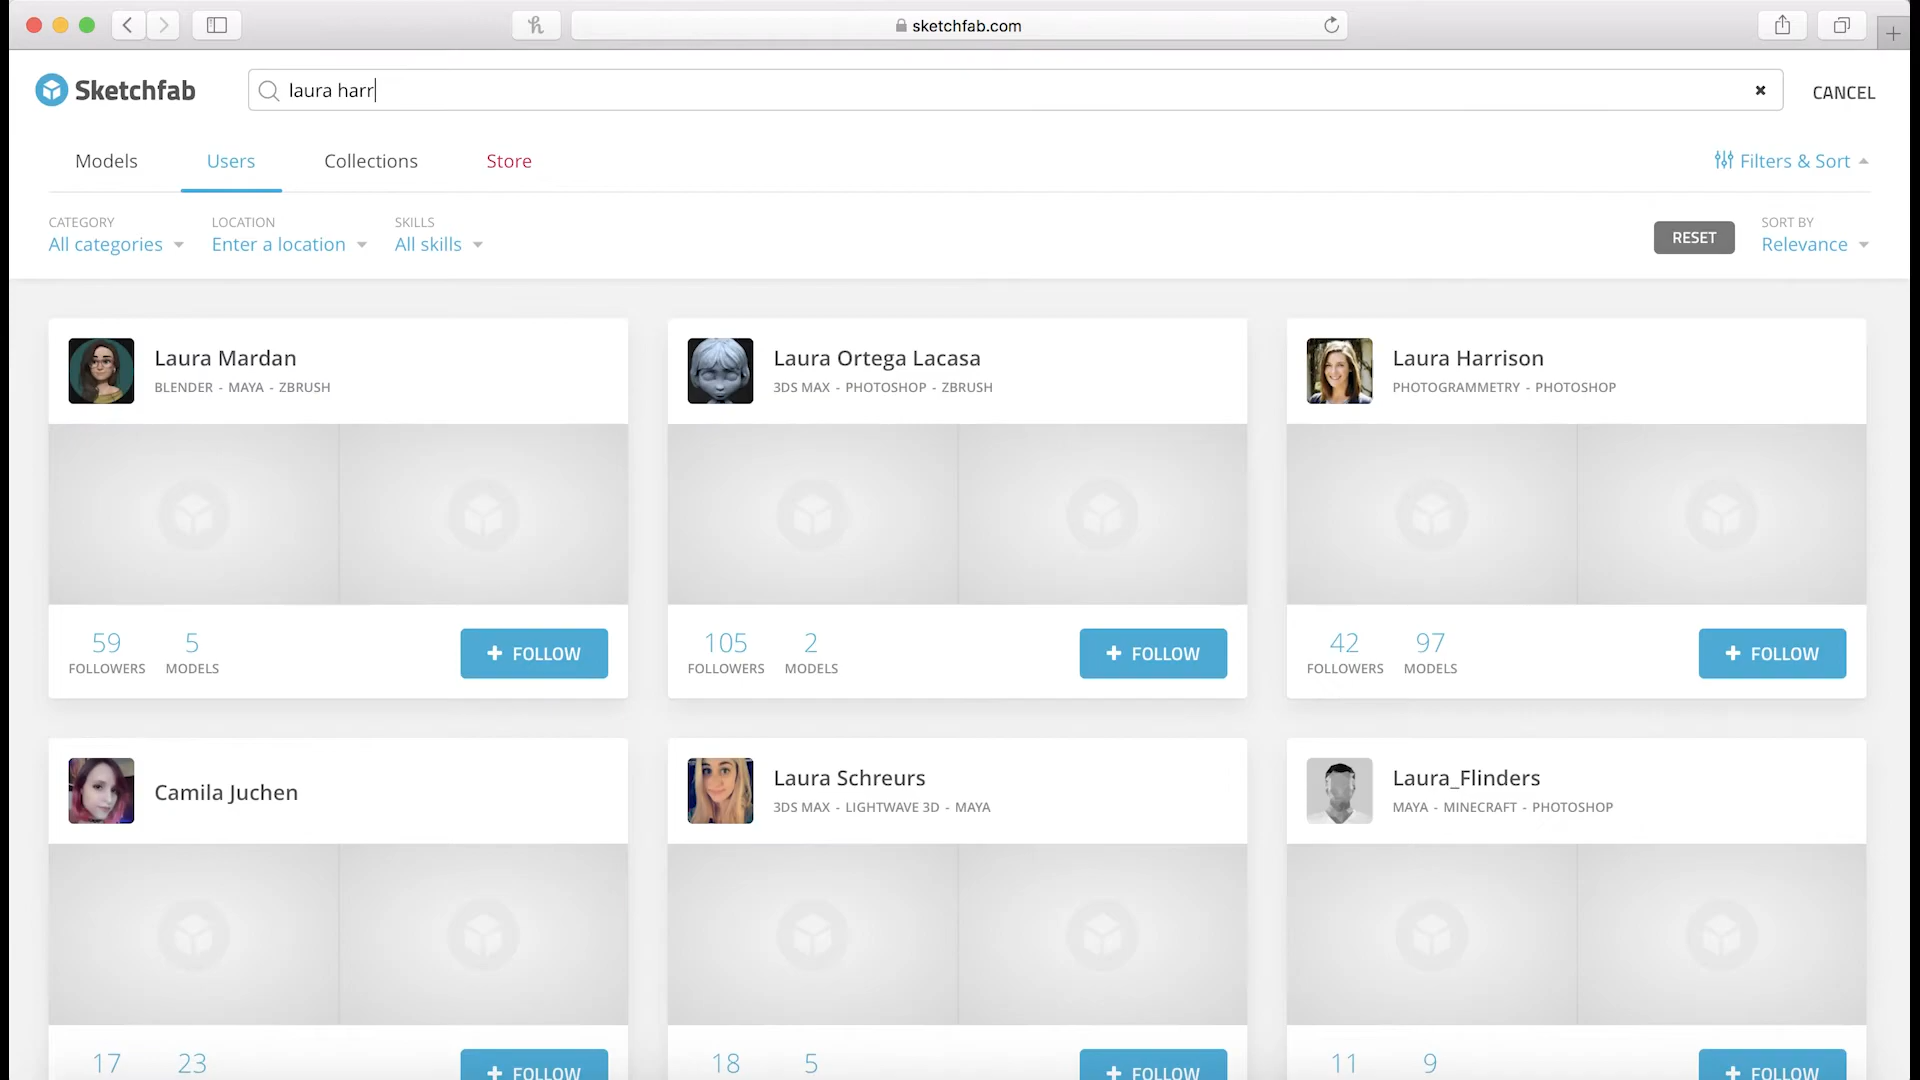 sketchfab.com
Sketchfab
laura harr
CANCEL
Models
Users
Collections
Store
Filters & Sort
CATEGORY
All categories
LOCATION
Enter a location
SKILLS
All skills
RESET
SORT BY
Relevance
Laura Mardan
BLENDER - MAYA - ZBRUSH
59
FOLLOWERS
5
MODELS
+ FOLLOW
Laura Ortega Lacasa
3DS MAX - PHOTOSHOP - ZBRUSH
105
FOLLOWERS
2
MODELS
+ FOLLOW
Laura Harrison
PHOTOGRAMMETRY - PHOTOSHOP
42
FOLLOWERS
97
MODELS
+ FOLLOW
Camila Juchen
17
23
+ FOLLOW
Laura Schreurs
3DS MAX - LIGHTWAVE 3D - MAYA
18
5
+ FOLLOW
Laura_Flinders
MAYA - MINECRAFT - PHOTOSHOP
11
9
+ FOLLOW